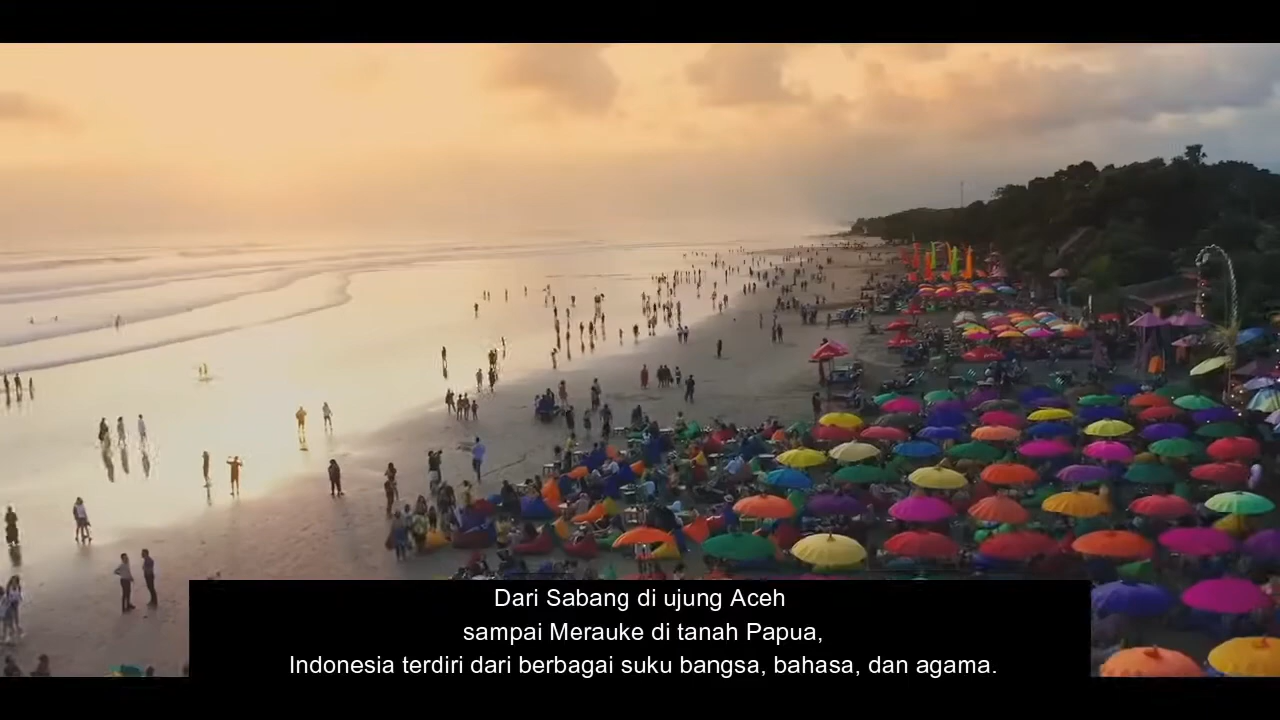 Dari Sabang di ujung Aceh
sampai Merauke di tanah Papua,
Indonesia terdiri dari berbagai suku bangsa, bahasa, dan agama.